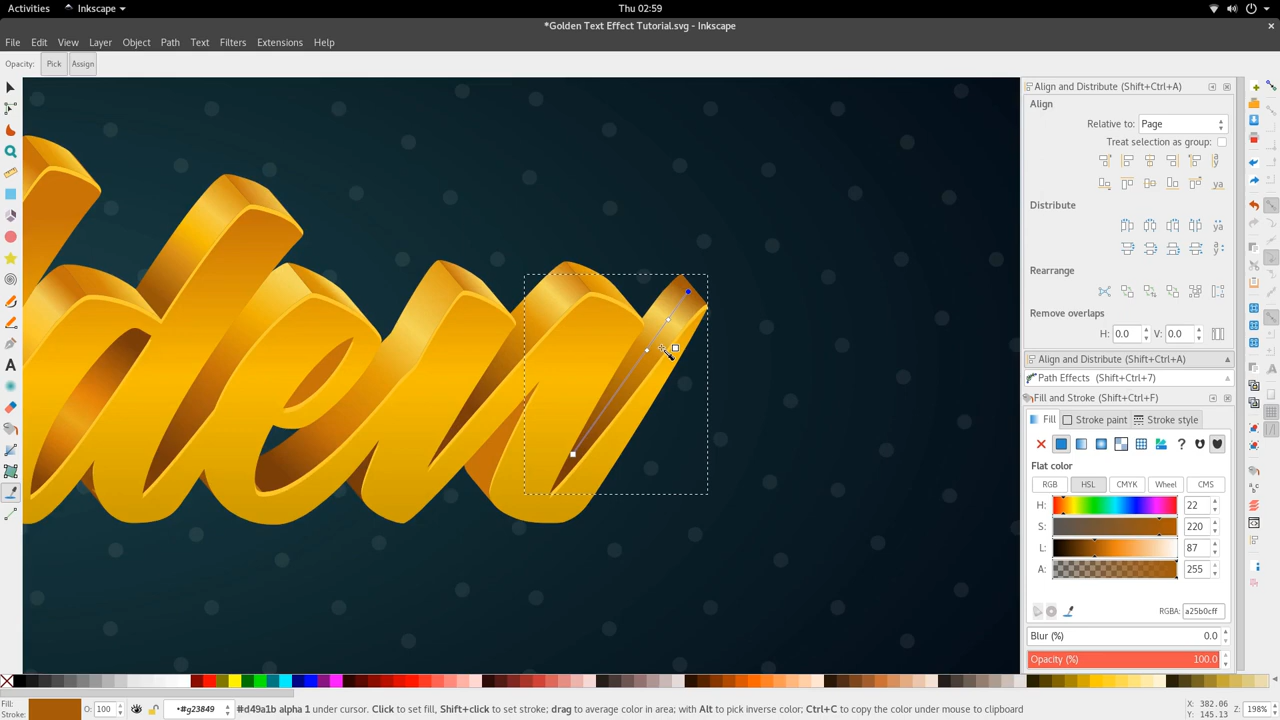 Activities
Inkscape
Thu 02:59
*Golden Text Effect Tutorial.svg - Inkscape
File Edit View Layer Object Path Text Filters Extensions Help
Opacity: Pick Assign
Align and Distribute (Shift+Ctrl+A)
Align
Relative to: Page
Treat selection as group:
Distribute
Rearrange
Remove overlaps
H: 0.0 V: 0.0
Align and Distribute (Shift+Ctrl+A)
Path Effects (Shift+Ctrl+7)
Fill and Stroke (Shift+Ctrl+F)
Fill Stroke paint Stroke style
Flat color
RGB HSL CMYK Wheel CMS
H: 22
S: 220
L: 87
A: 255
RGBA: a25b0cff
Blur (%) 0.0
Opacity (%) 100.0
den
Fill:
Stroke:
O: 100
•#g23849
#d49a1b alpha 1 under cursor. Click to set fill, Shift+click to set stroke; drag to average color in area; with Alt to pick inverse color; Ctrl+C to copy the color under mouse to clipboard
X: 382.06
Y: 145.13
Z: 198%